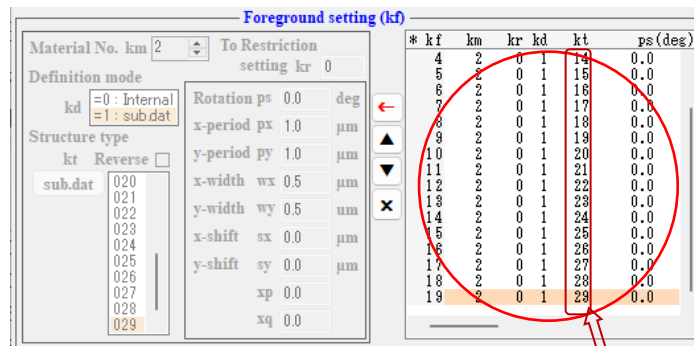 Foreground setting (kf)
Material No. km 2 To Restriction
setting kr 0
Definition mode
kd =0 : Internal
=1 : sub.dat
Structure type
kt Reverse
sub.dat
020
021
022
023
024
025
026
027
028
029
Rotation ps 0.0 deg
x-period px 1.0 μm
y-period py 1.0 μm
x-width wx 0.5 μm
y-width wy 0.5 um
x-shift sx 0.0 μm
y-shift sy 0.0 μm
xp 0.0
xq 0.0
* kf km kr kd kt ps(deg)
4 2 0 1 14 0.0
5 2 0 1 15 0.0
6 2 0 1 16 0.0
7 2 0 1 17 0.0
8 2 0 1 18 0.0
9 2 0 1 19 0.0
10 2 0 1 20 0.0
11 2 0 1 21 0.0
12 2 0 1 22 0.0
13 2 0 1 23 0.0
14 2 0 1 24 0.0
15 2 0 1 25 0.0
16 2 0 1 26 0.0
17 2 0 1 27 0.0
18 2 0 1 28 0.0
19 2 0 1 29 0.0